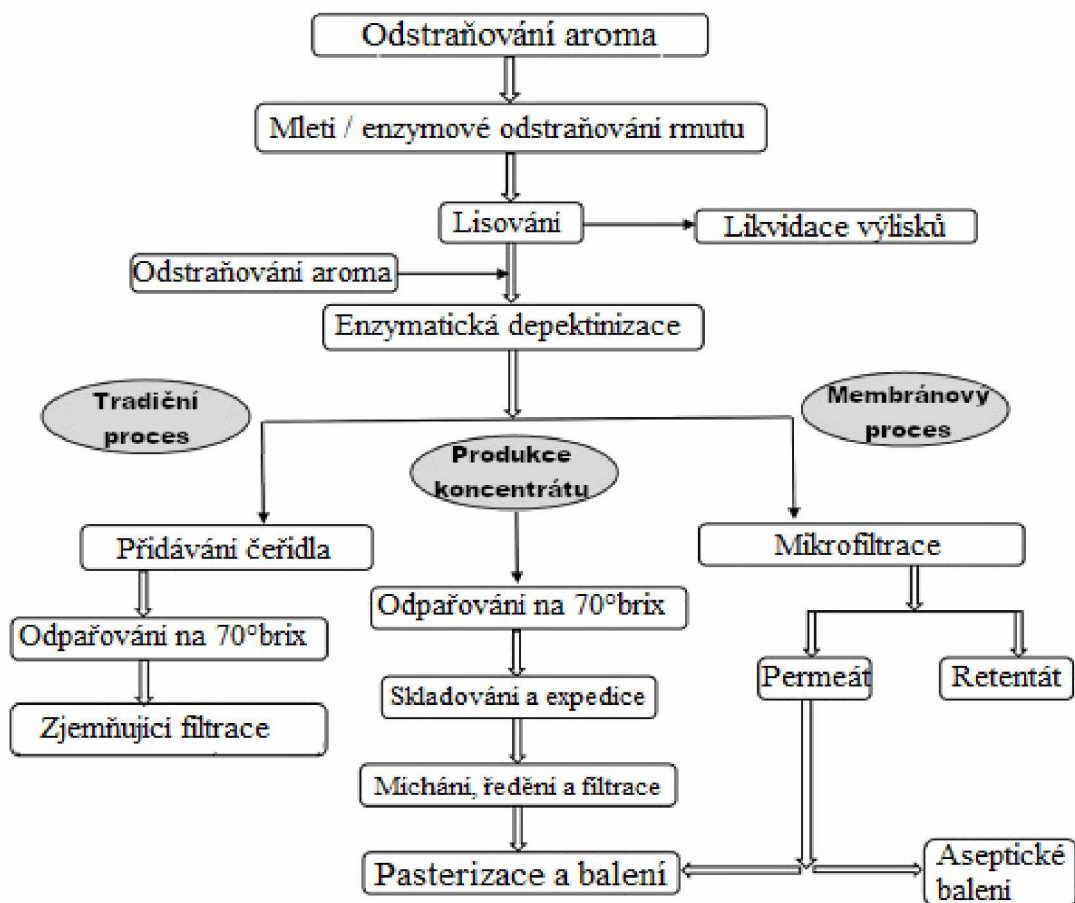 Odstraňování aroma
Mletí / enzymové odstraňování rmutu
Lisování
Likvidace výlisků
Odstraňování aroma
Enzymatická depektinizace
Tradiční
proces
Membránový
proces
Produkce
koncentrátu
Přidávání čeřidla
Mikrofiltrace
Odpařování na 70°brix
Odpařování na 70°brix
Permeát
Retentát
Skladování a expedice
Zjemňující filtrace
Míchání, ředění a filtrace
Pasterizace a balení
Aseptické
balení